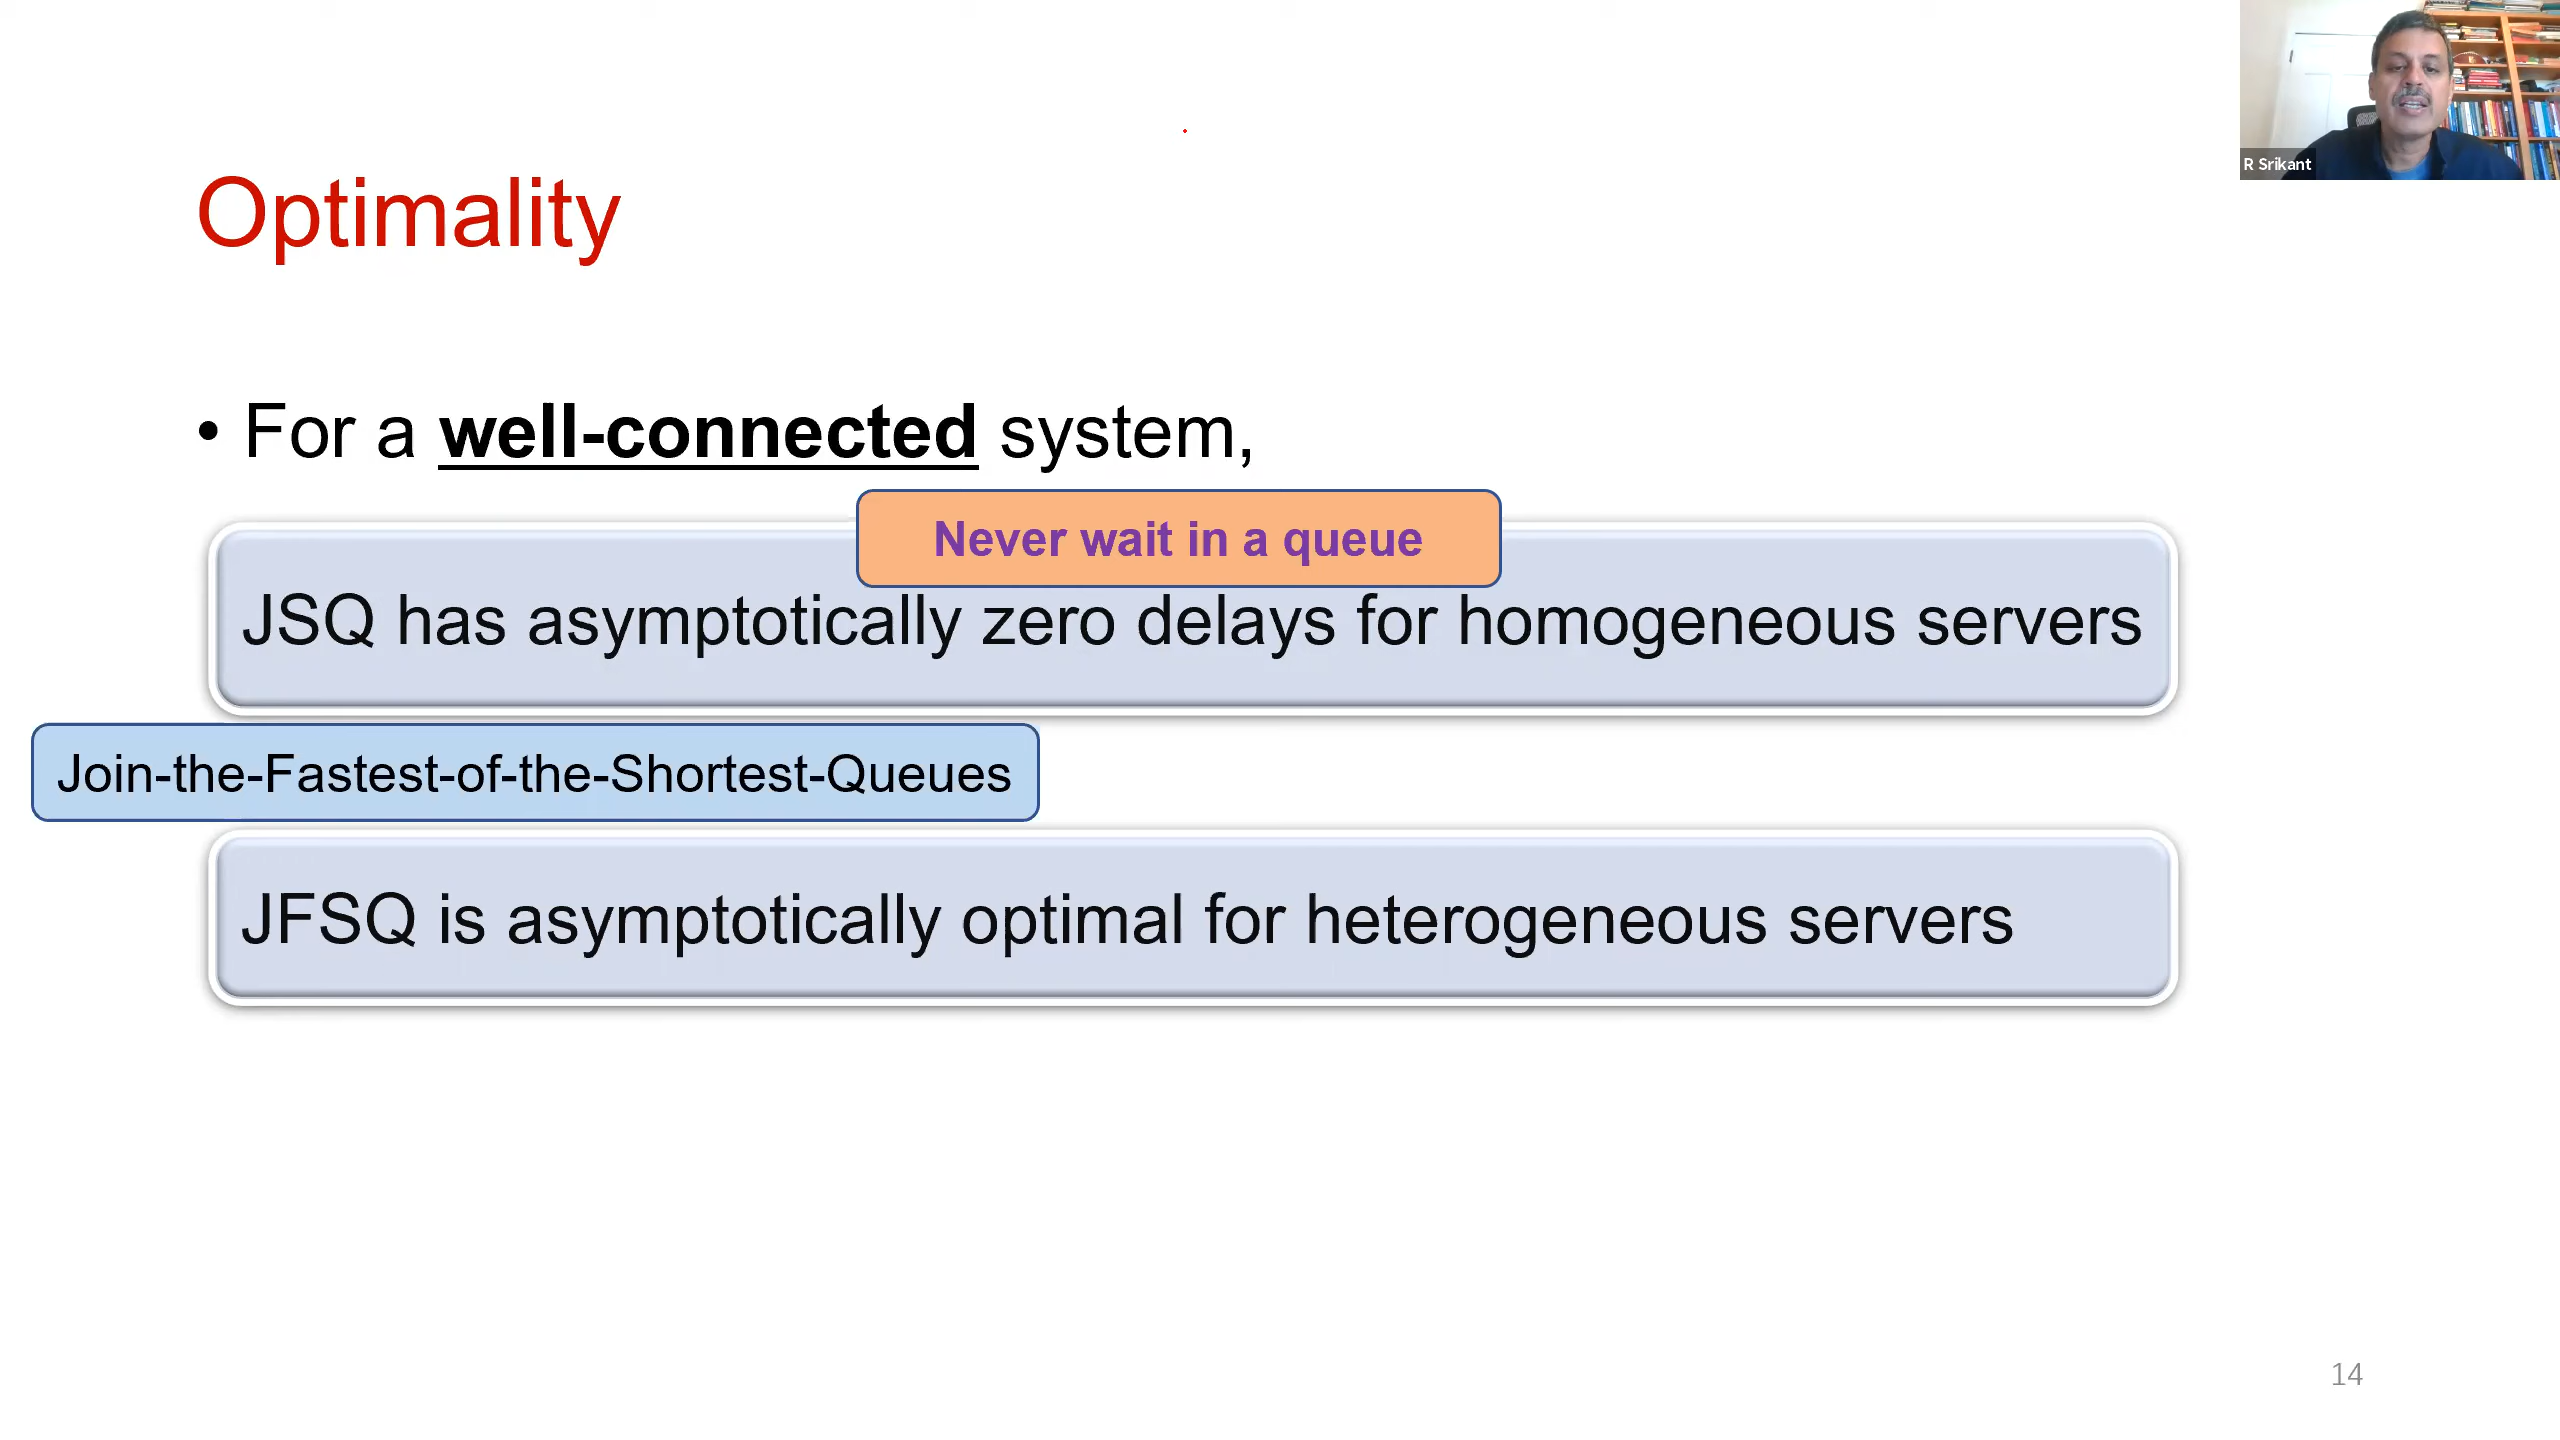 R Srikant
Optimality
• For a well-connected system,
Never wait in a queue
JSQ has asymptotically zero delays for homogeneous servers
Join-the-Fastest-of-the-Shortest-Queues
JFSQ is asymptotically optimal for heterogeneous servers
14